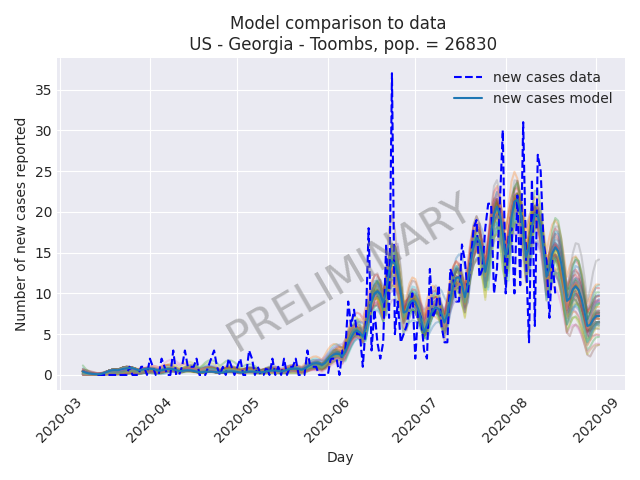 Model comparison to data
US - Georgia - Toombs, pop. = 26830
new cases data
new cases model
PRELIMINARY
Number of new cases reported
35
30
25
20
15
10
5
0
2020-03
2020-04
2020-05
2020-06
2020-07
2020-08
2020-09
Day